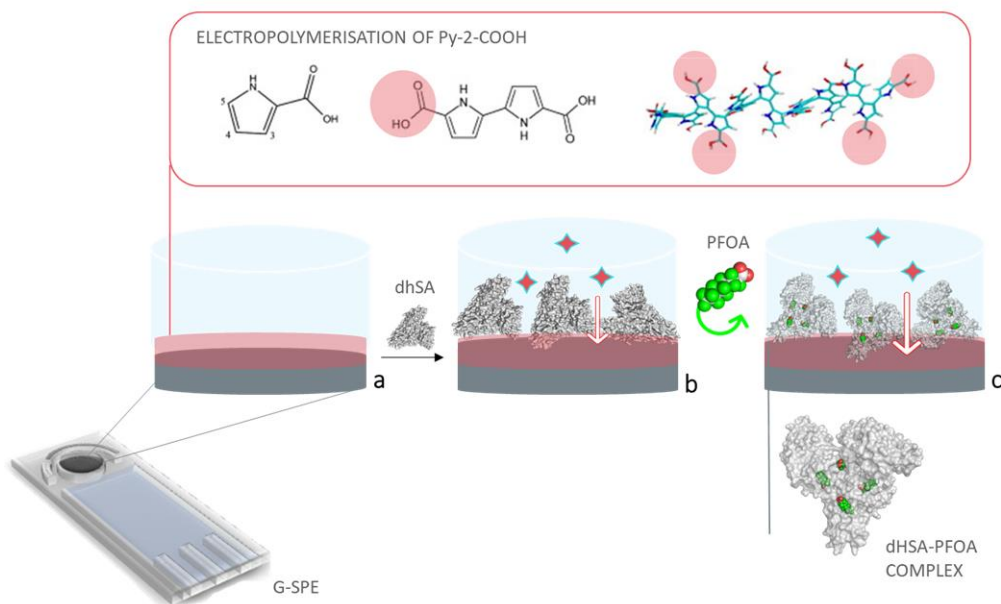 ELECTROPOLYMERISATION OF Py-2-COOH
H
N
O
OH
5
4
3
O
HO
H
N
N
H
OH
O
dhSA
PFOA
a
b
c
G-SPE
dHSA-PFOA
COMPLEX